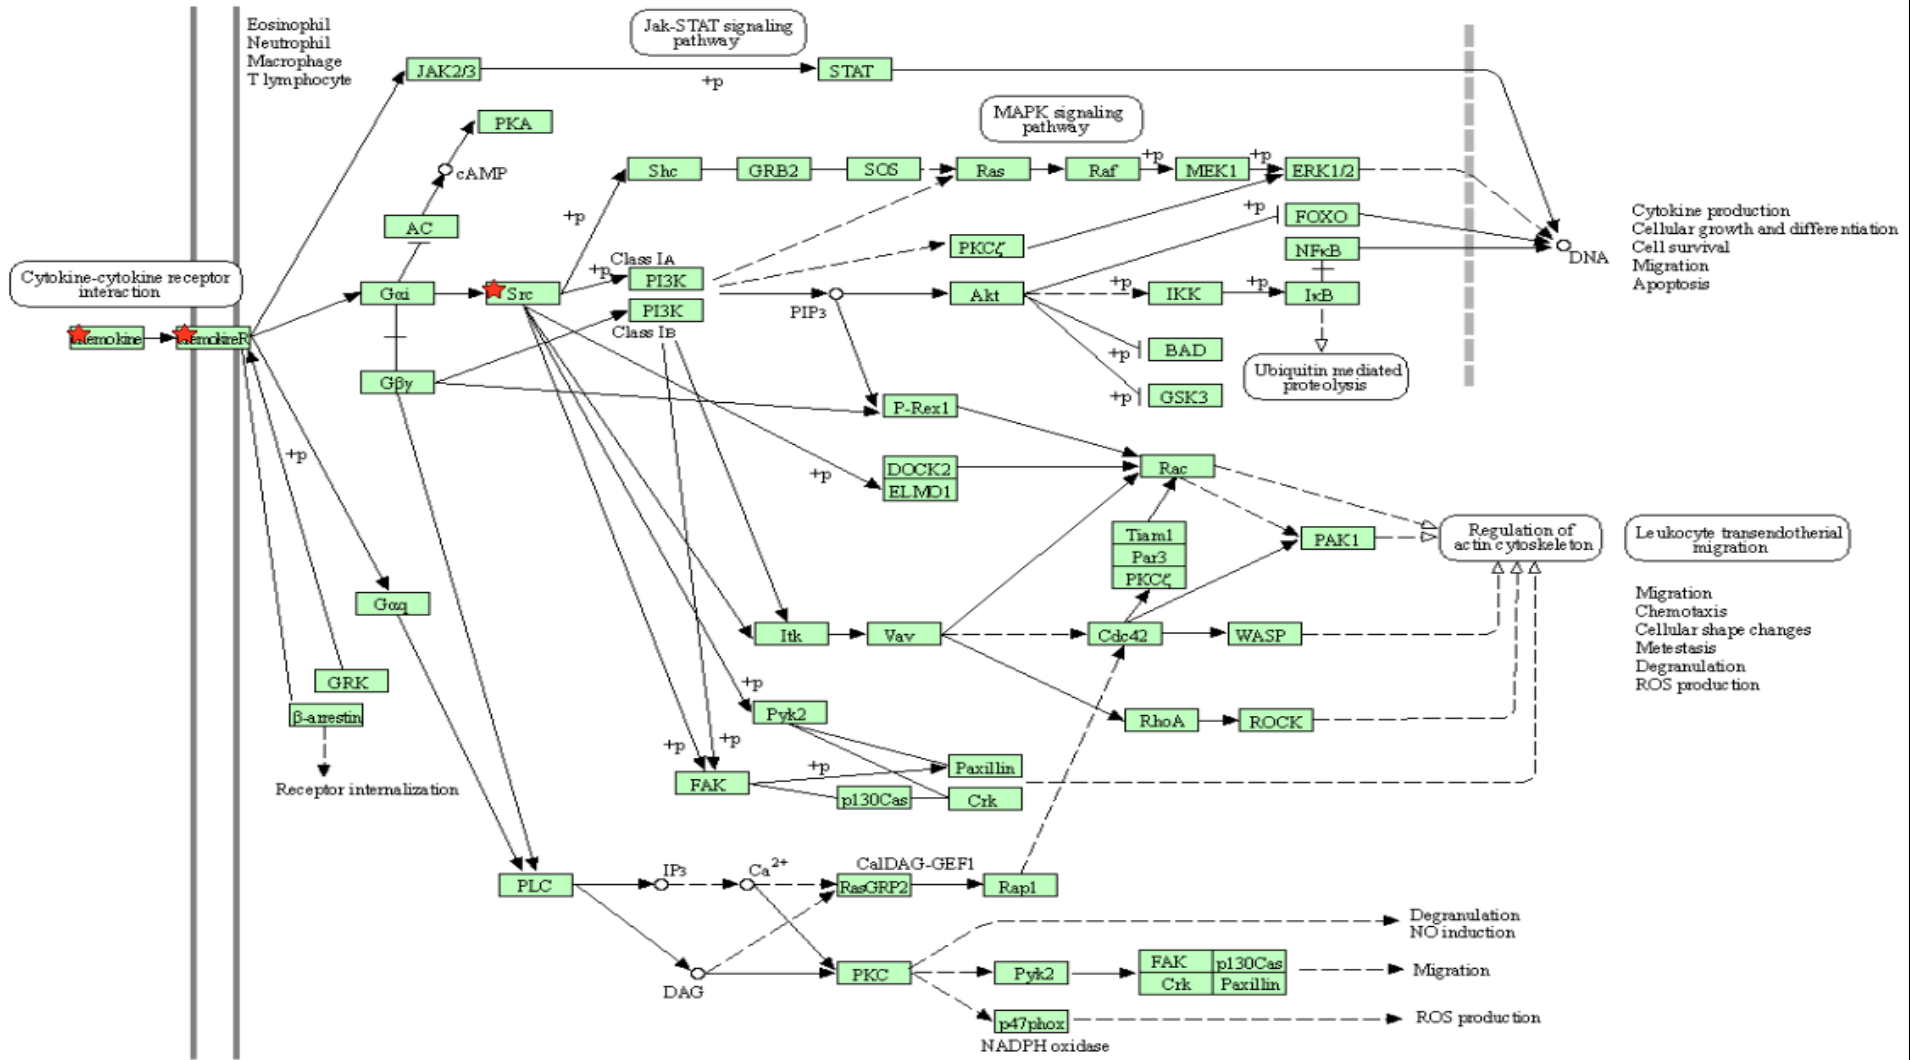 Eosinophil
Neutrophil
Macrophage
T lymphocyte
Jak-STAT signaling
pathway
JAK2/3
+p
STAT
PKA
cAMP
AC
MAPK signaling
pathway
Shc
GRB2
SOS
Ras
Raf
+p
MEK1
+p
ERK1/2
+p
+p
FOXO
Cytokine production
Cellular growth and differentiation
Cell survival
Migration
Apoptosis
PKCζ
NFκB
DNA
Cytokine-cytokine receptor
interaction
Class IA
+p
PI3K
Gαi
Src
PI3K
Class IB
PIP3
Akt
+p
IKK
+p
IκB
+p
BAD
Ubiquitin mediated
proteolysis
Gβγ
+p
GSK3
P-Rex1
+p
+p
DOCK2
ELMO1
Rac
Tiam1
Par3
PKCζ
PAK1
Regulation of
actin cytoskeleton
Leukocyte transendotherial
migration
Migration
Chemotaxis
Cellular shape changes
Metestasis
Degranulation
ROS production
Gαq
Itk
Vav
Cdc42
WASP
GRK
β-arrestin
+p
Pyk2
RhoA
ROCK
+p
+p
FAK
+p
Paxillin
p130Cas
Crk
Receptor internalization
PLC
IP3
Ca2+
CalDAG-GEF1
RasGRP2
Rap1
DAG
PKC
Degranulation
NO induction
Pyk2
FAK
p130Cas
Crk
Paxillin
Migration
p47phox
NADPH oxidase
ROS production